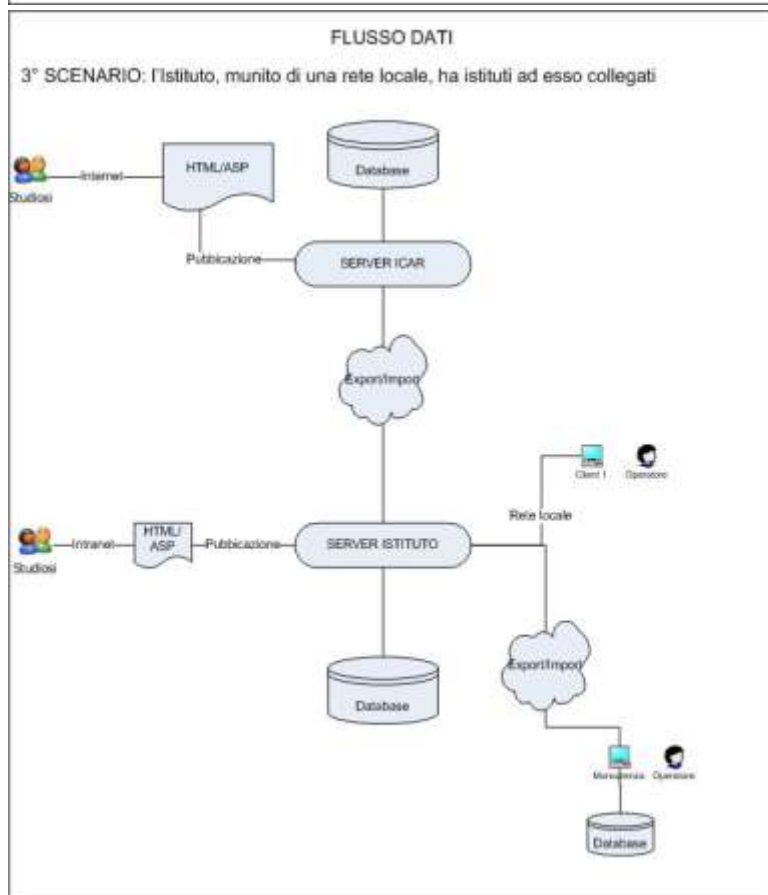 FLUSSO DATI
3° SCENARIO: l'Istituto, munito di una rete locale, ha istituti ad esso collegati
HTML/ASP
Database
Internet
Studiosi
Pubbicazione
SERVER ICAR
Export/Import
Client 1
Operatore
Rete locale
HTML/
ASP
Intranet
Pubbicazione
SERVER ISTITUTO
Studiosi
Export/Import
Database
Operatore
Database